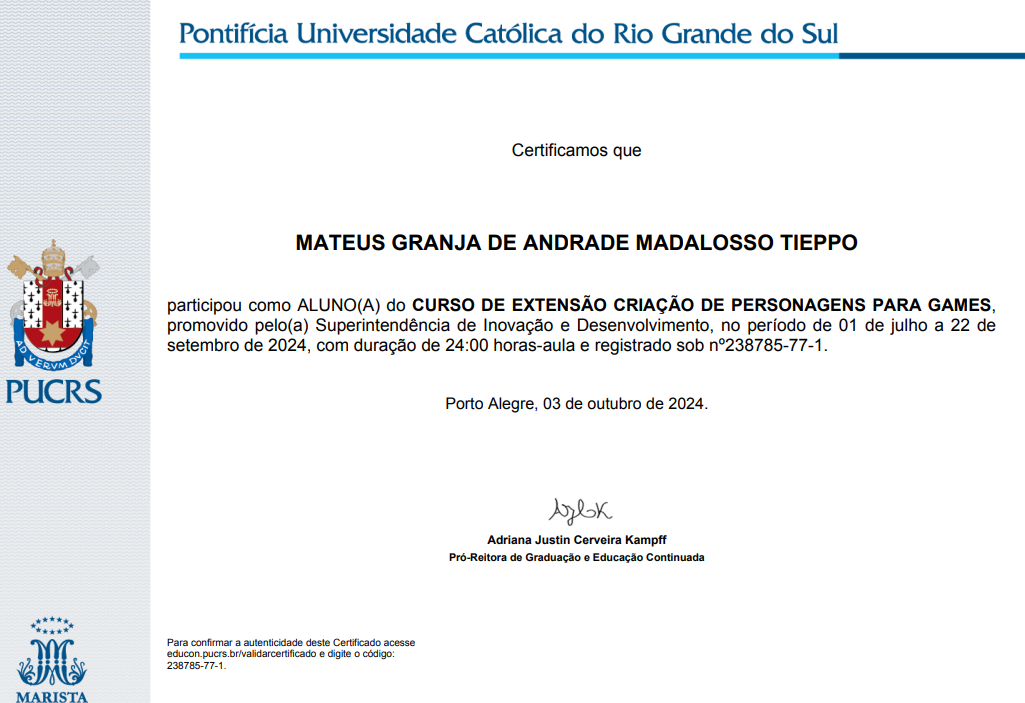 Pontifícia Universidade Católica do Rio Grande do Sul
Certificamos que
MATEUS GRANJA DE ANDRADE MADALOSSO TIEPPO
participou como ALUNO(A) do CURSO DE EXTENSÃO CRIAÇÃO DE PERSONAGENS PARA GAMES,
promovido pelo(a) Superintendência de Inovação e Desenvolvimento, no período de 01 de julho a 22 de
setembro de 2024, com duração de 24:00 horas-aula e registrado sob nº238785-77-1.
AD VERVM DVCIT
PUCRS
Porto Alegre, 03 de outubro de 2024.
Adriana Justin Cerveira Kampff
Pró-Reitora de Graduação e Educação Continuada
Para confirmar a autenticidade deste Certificado acesse
educon.pucrs.br/validarcertificado e digite o código:
238785-77-1.
MARISTA